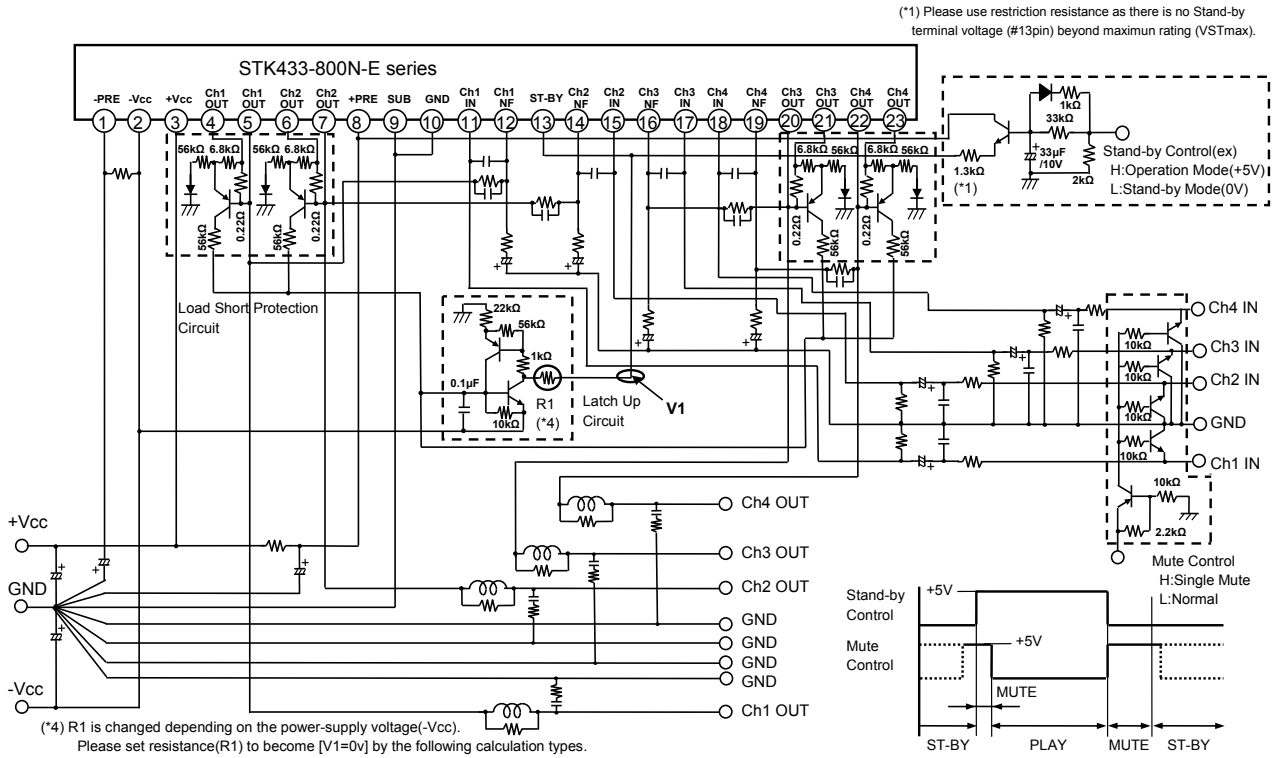 (*1) Please use restriction resistance as there is no Stand-by
terminal voltage (#13pin) beyond maximun rating (VSTmax).
STK433-800N-E series
-PRE
-Vcc
+Vcc
Ch1 OUT
Ch1 OUT
Ch2 OUT
Ch2 OUT
+PRE
SUB
GND
Ch1 IN
Ch1 NF
ST-BY
Ch2 NF
Ch2 IN
Ch3 NF
Ch3 IN
Ch4 IN
Ch4 NF
Ch3 OUT
Ch3 OUT
Ch4 OUT
Ch4 OUT
1
2
3
4
5
6
7
8
9
10
11
12
13
14
15
16
17
18
19
20
21
22
23
56kΩ
6.8kΩ
56kΩ
6.8kΩ
56kΩ
0.22Ω
56kΩ
0.22Ω
Load Short Protection
Circuit
6.8kΩ
56kΩ
6.8kΩ
56kΩ
0.22Ω
56kΩ
0.22Ω
56kΩ
1kΩ
33kΩ
33µF
/10V
2kΩ
1.3kΩ
(*1)
Stand-by Control(ex)
H:Operation Mode(+5V)
L:Stand-by Mode(0V)
22kΩ
56kΩ
1kΩ
0.1µF
10kΩ
R1
(*4)
Latch Up
Circuit
V1
Ch4 IN
Ch3 IN
Ch2 IN
GND
Ch1 IN
10kΩ
10kΩ
10kΩ
10kΩ
10kΩ
2.2kΩ
Mute Control
H:Single Mute
L:Normal
+Vcc
GND
-Vcc
Ch4 OUT
Ch3 OUT
Ch2 OUT
GND
GND
GND
GND
Ch1 OUT
Stand-by
Control
+5V
Mute
Control
+5V
MUTE
ST-BY
PLAY
MUTE
ST-BY
(*4) R1 is changed depending on the power-supply voltage(-Vcc).
Please set resistance(R1) to become [V1=0v] by the following calculation types.